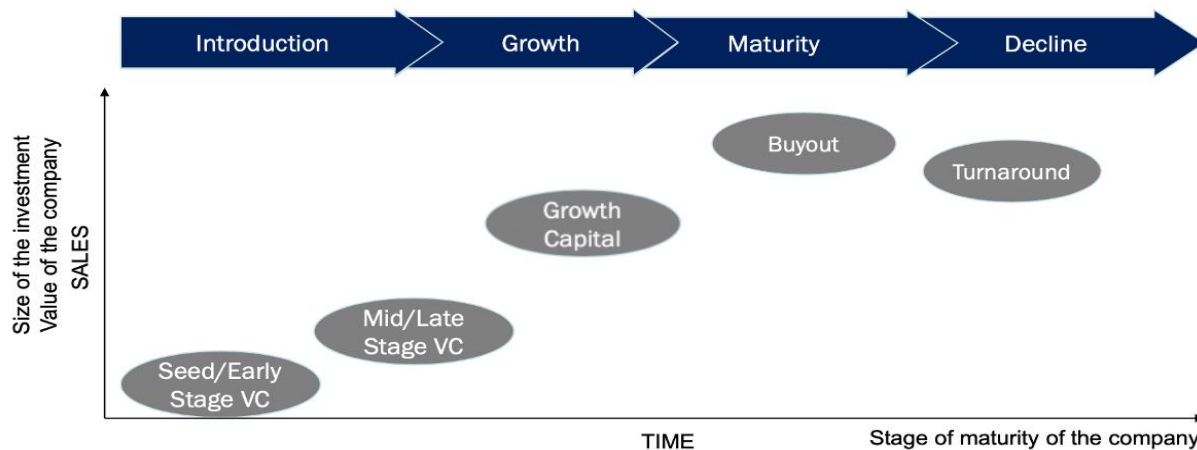 Introduction
Growth
Maturity
Decline
Size of the investment
Value of the company
SALES
Buyout
Turnaround
Growth
Capital
Mid/Late
Stage VC
Seed/Early
Stage VC
TIME
Stage of maturity of the company